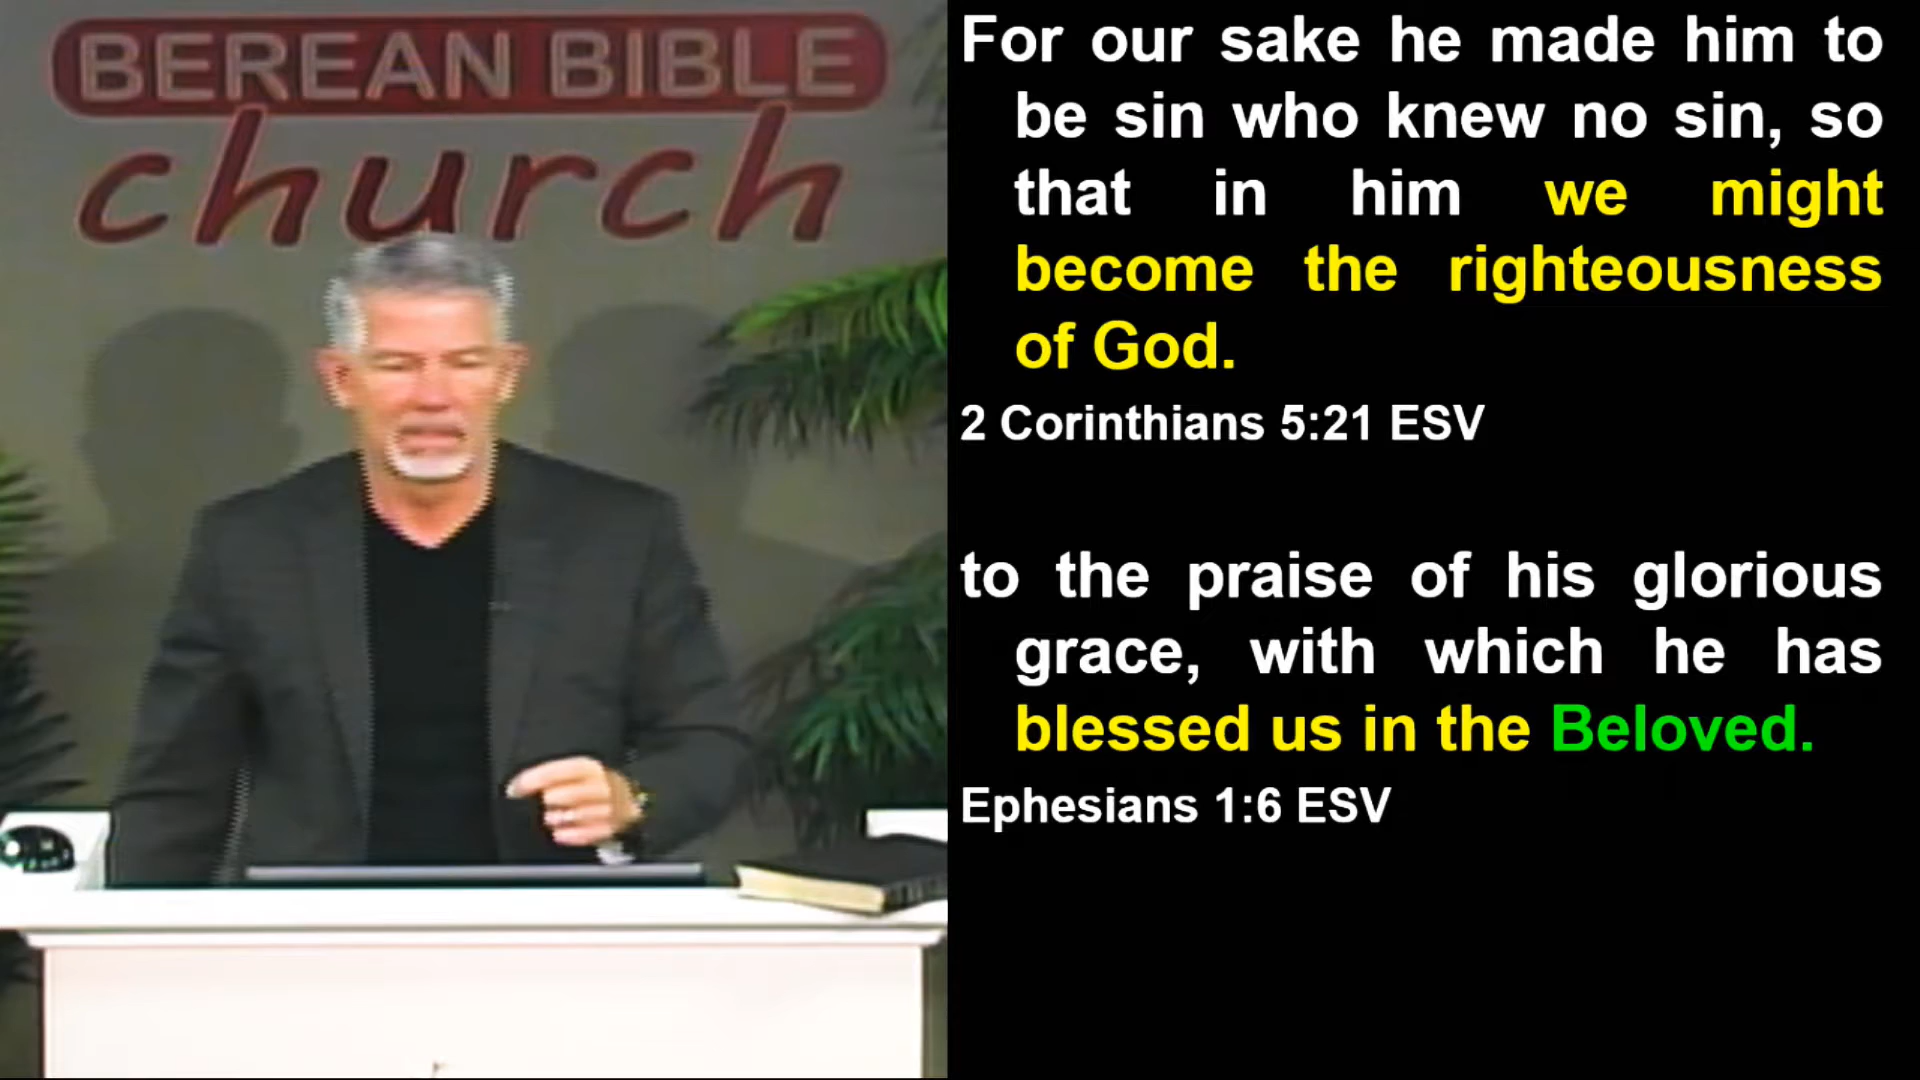 BEREAN BIBLE
church
For our sake he made him to
be sin who knew no sin, so
that in him we might
become the righteousness
of God.
2 Corinthians 5:21 ESV
to the praise of his glorious
grace, with which he has
blessed us in the Beloved.
Ephesians 1:6 ESV